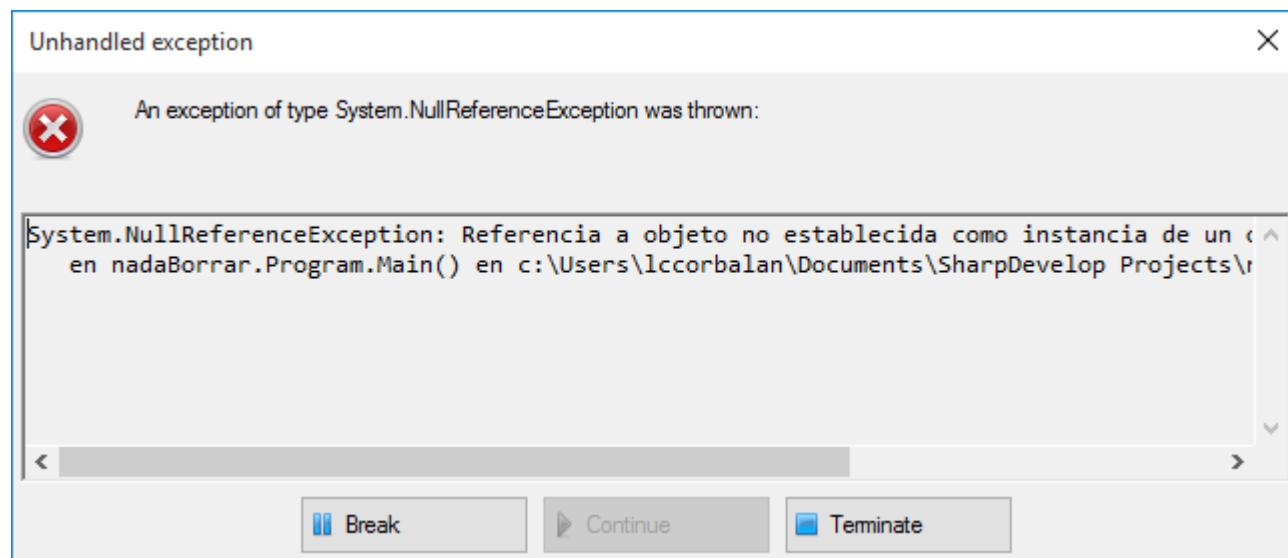 Unhandled exception
An exception of type System.NullReferenceException was thrown:
System.NullReferenceException: Referencia a objeto no establecida como instancia de un
en nadaBorrar.Program.Main() en c:\Users\lccorbalan\Documents\SharpDevelop Projects\
Break
Continue
Terminate